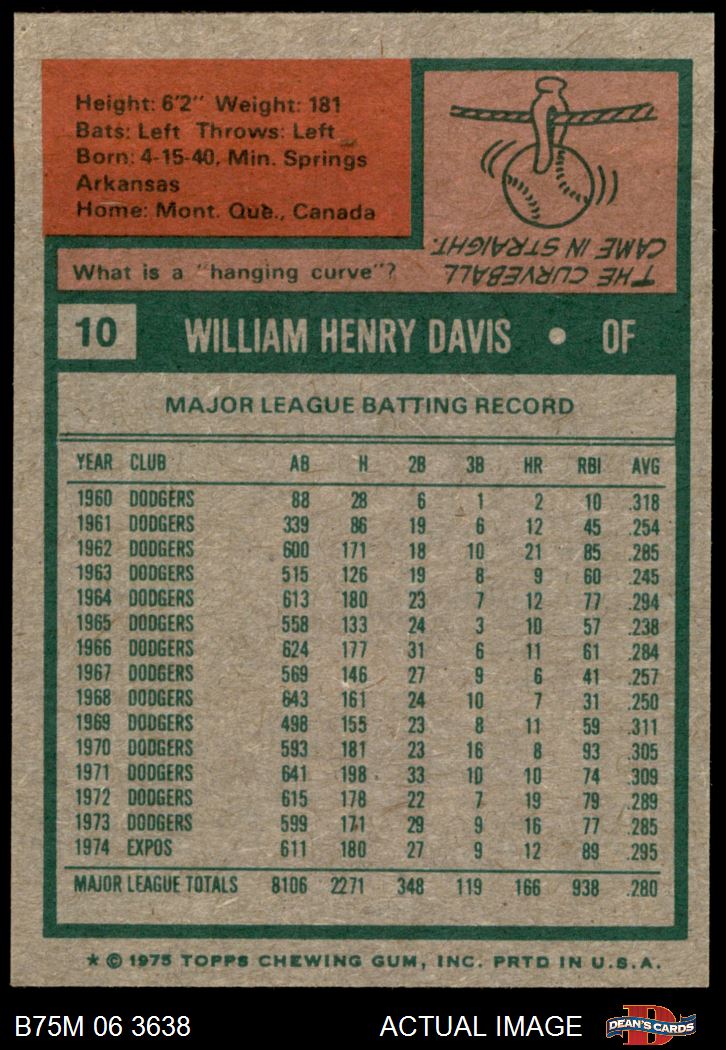 Height: 6'2" Weight: 181
Bats: Left Throws: Left
Born: 4-15-40, Min. Springs
Arkansas
Home: Mont. Que., Canada
What is a "hanging curve"?
THE CURVEBALL
CAME IN STRAIGHT.
10 WILLIAM HENRY DAVIS • OF
MAJOR LEAGUE BATTING RECORD
YEAR CLUB AB H 2B 3B HR RBI AVG
1960 DODGERS 88 28 6 1 2 10 .318
1961 DODGERS 339 86 19 6 12 45 .254
1962 DODGERS 600 171 18 10 21 85 .285
1963 DODGERS 515 126 19 8 9 60 .245
1964 DODGERS 613 180 23 7 12 77 .294
1965 DODGERS 558 133 24 3 10 57 .238
1966 DODGERS 624 177 31 6 11 61 .284
1967 DODGERS 569 146 27 9 6 41 .257
1968 DODGERS 643 161 24 10 7 31 .250
1969 DODGERS 498 155 23 8 11 59 .311
1970 DODGERS 593 181 23 16 8 93 .305
1971 DODGERS 641 198 33 10 10 74 .309
1972 DODGERS 615 178 22 7 19 79 .289
1973 DODGERS 599 171 29 9 16 77 .285
1974 EXPOS 611 180 27 9 12 89 .295
MAJOR LEAGUE TOTALS 8106 2271 348 119 166 938 .280
★ © 1975 TOPPS CHEWING GUM, INC. PRTD IN U.S.A.
B75M 06 3638 ACTUAL IMAGE
D
DEAN'S CARDS